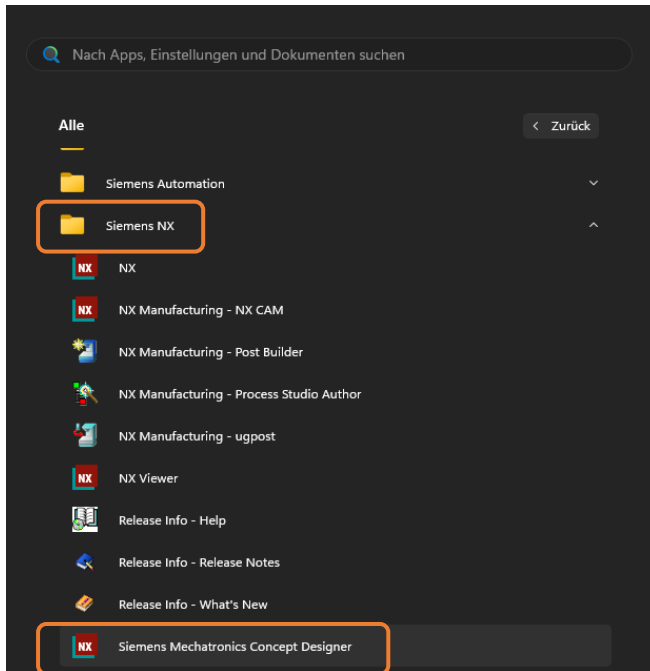 Nach Apps, Einstellungen und Dokumenten suchen
Alle
Zurück
Siemens Automation
Siemens NX
NX NX
NX NX Manufacturing - NX CAM
NX Manufacturing - Post Builder
NX Manufacturing - Process Studio Author
NX Manufacturing - ugpost
NX NX Viewer
Release Info - Help
Release Info - Release Notes
Release Info - What's New
NX Siemens Mechatronics Concept Designer